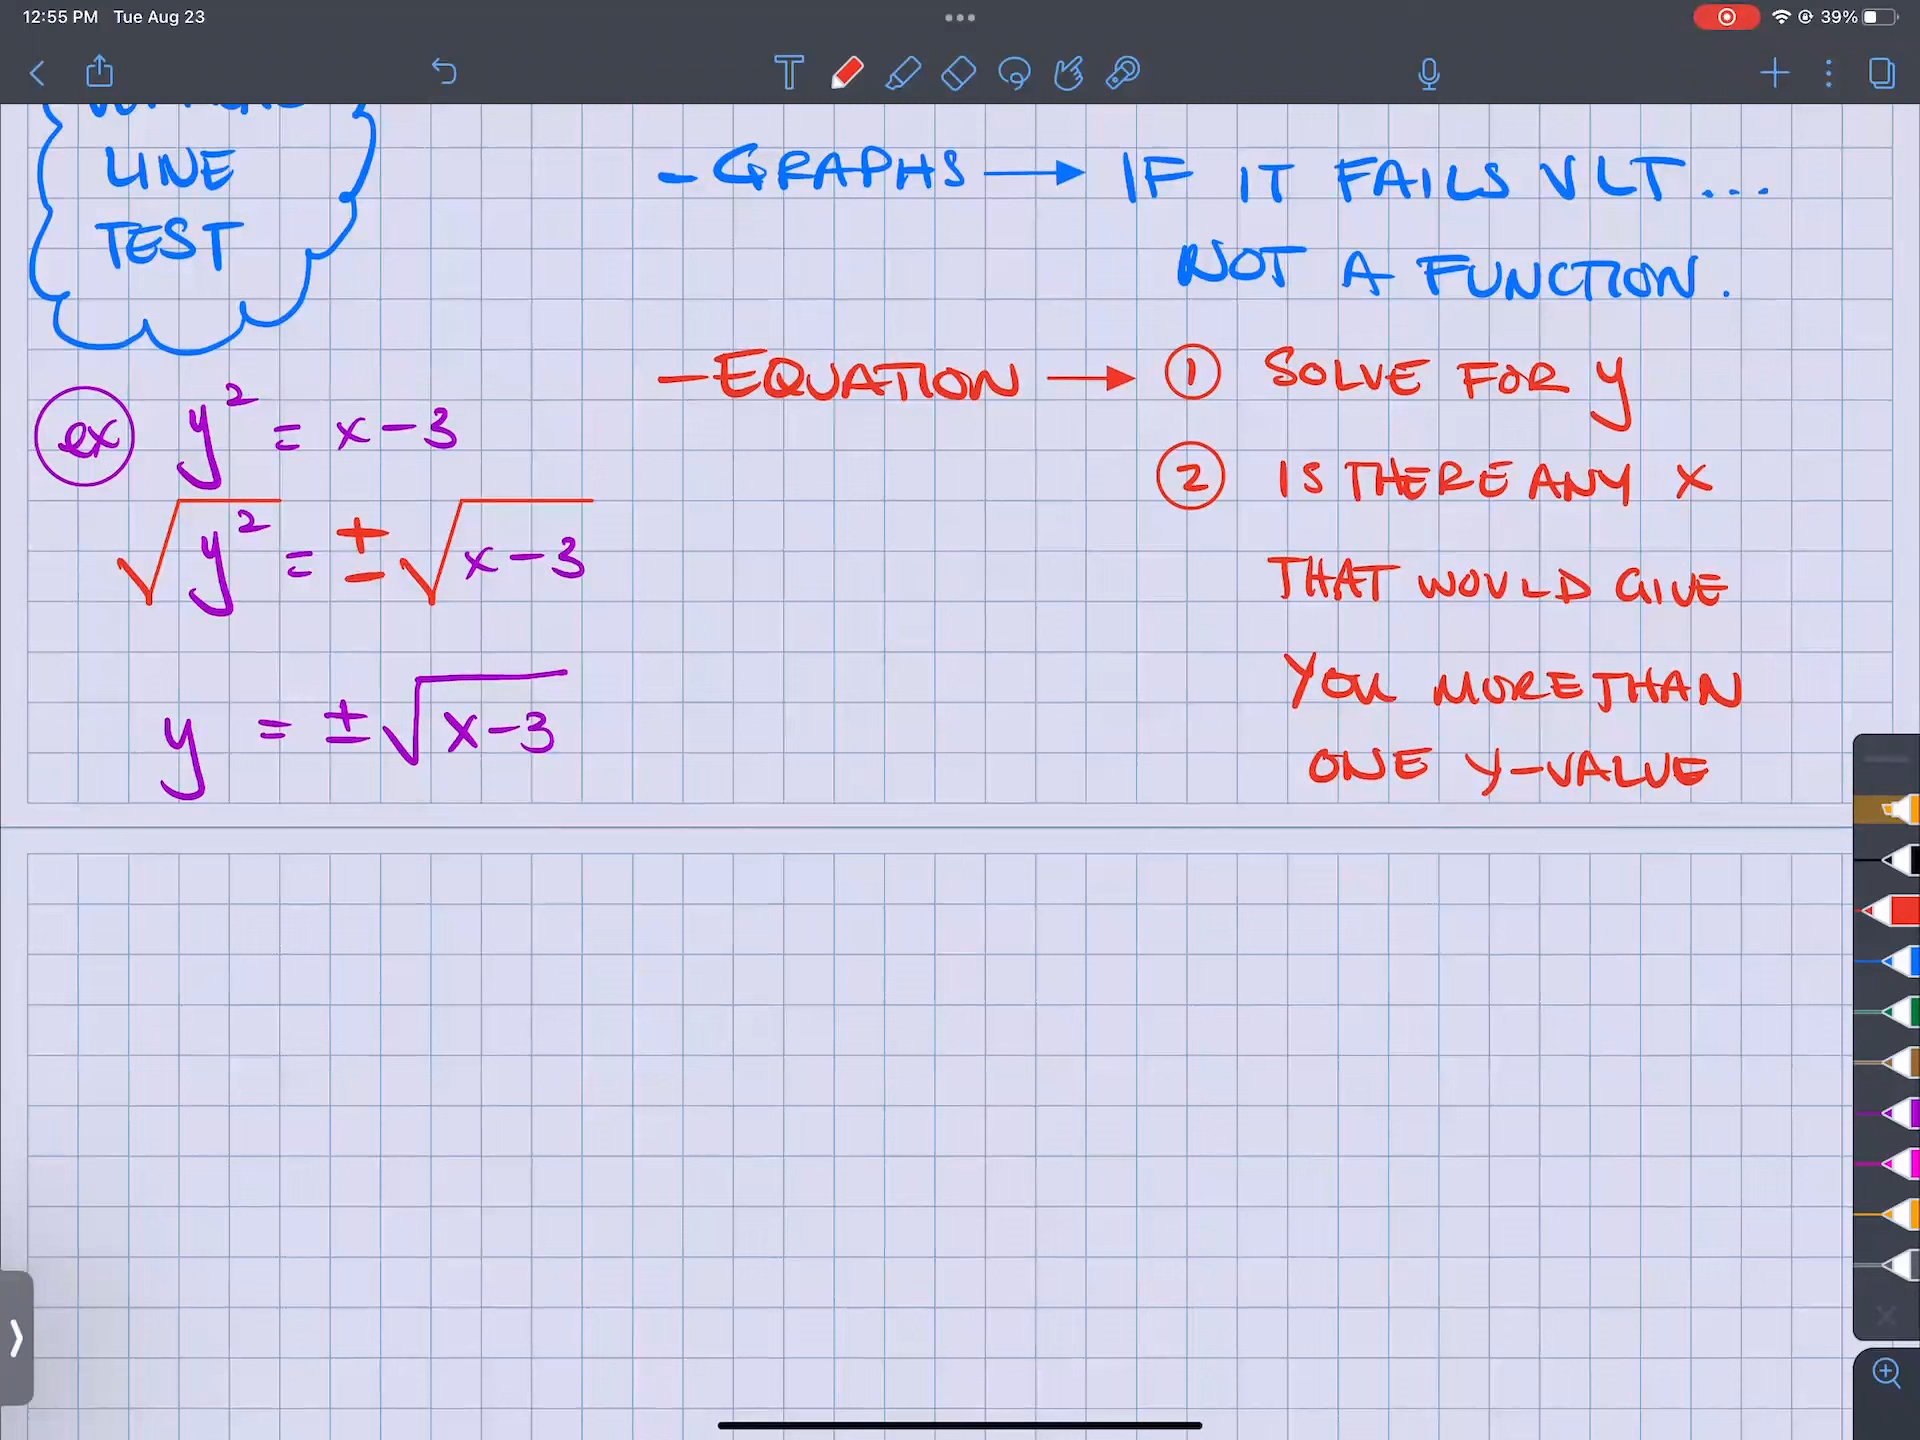 12:55 PM Tue Aug 23
39%
LINE
TEST
- GRAPHS → IF IT FAILS VLT...
NOT A FUNCTION.
ex y² = x-3
√y² = ±√x-3
y = ±√x-3
- EQUATION → ① SOLVE FOR y
② IS THERE ANY X
THAT WOULD GIVE
YOU MORE THAN
ONE Y-VALUE